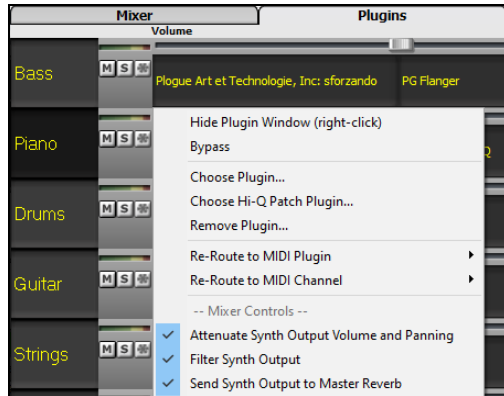 Mixer Plugins
Volume
Bass M S Plogue Art et Technologie, Inc: sforzando PG Flanger
Hide Plugin Window (right-click)
Piano M S Bypass Q
Choose Plugin...
Choose Hi-Q Patch Plugin...
Drums M S Remove Plugin...
Re-Route to MIDI Plugin
Guitar M S Re-Route to MIDI Channel
-- Mixer Controls --
Attenuate Synth Output Volume and Panning
Strings M S Filter Synth Output
Send Synth Output to Master Reverb